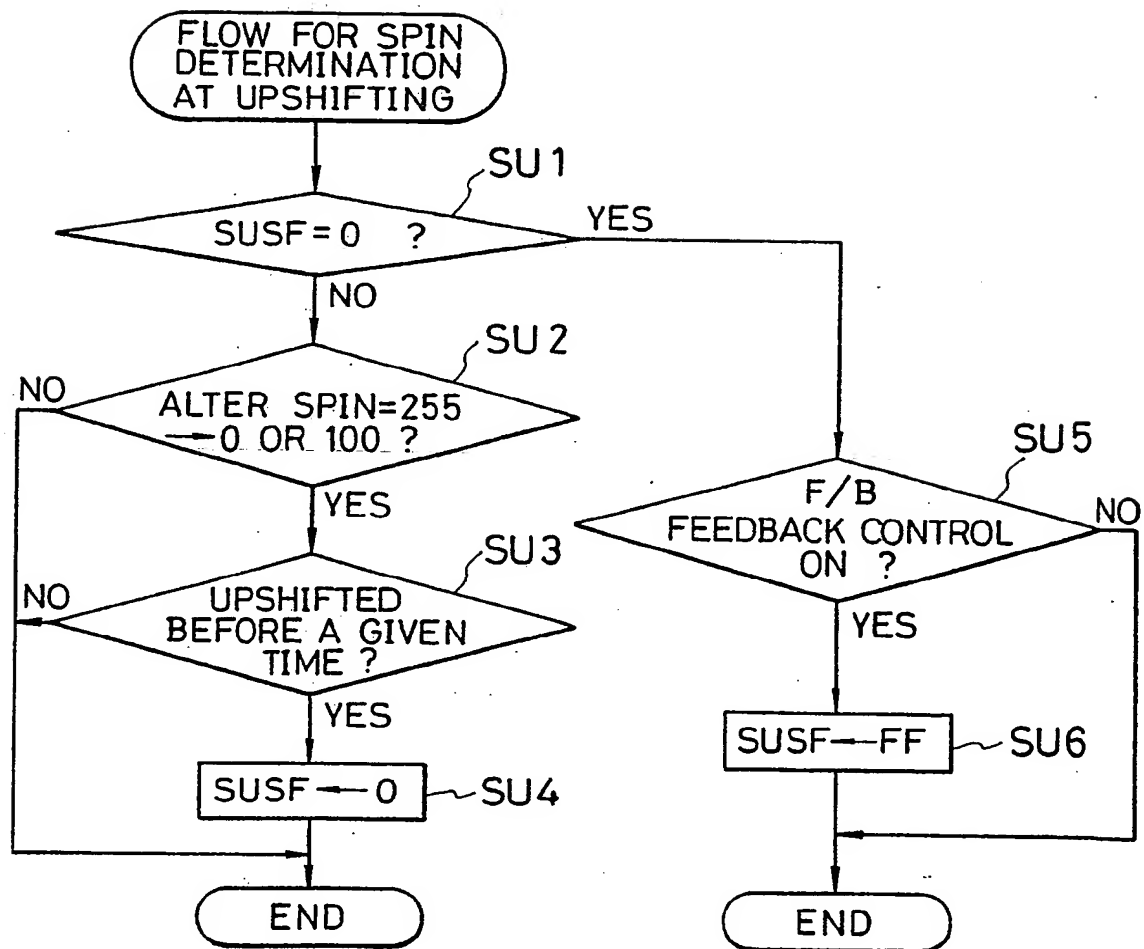 FLOW FOR SPIN
DETERMINATION
AT UPSHIFTING
SU1
SUSF=0 ?
YES
NO
SU2
NO
ALTER SPIN=255
→0 OR 100 ?
YES
SU3
NO
UPSHIFTED
BEFORE A GIVEN
TIME ?
YES
SUSF ← 0
SU4
END
SU5
F/B
FEEDBACK CONTROL
ON ?
NO
YES
SUSF ← FF
SU6
END